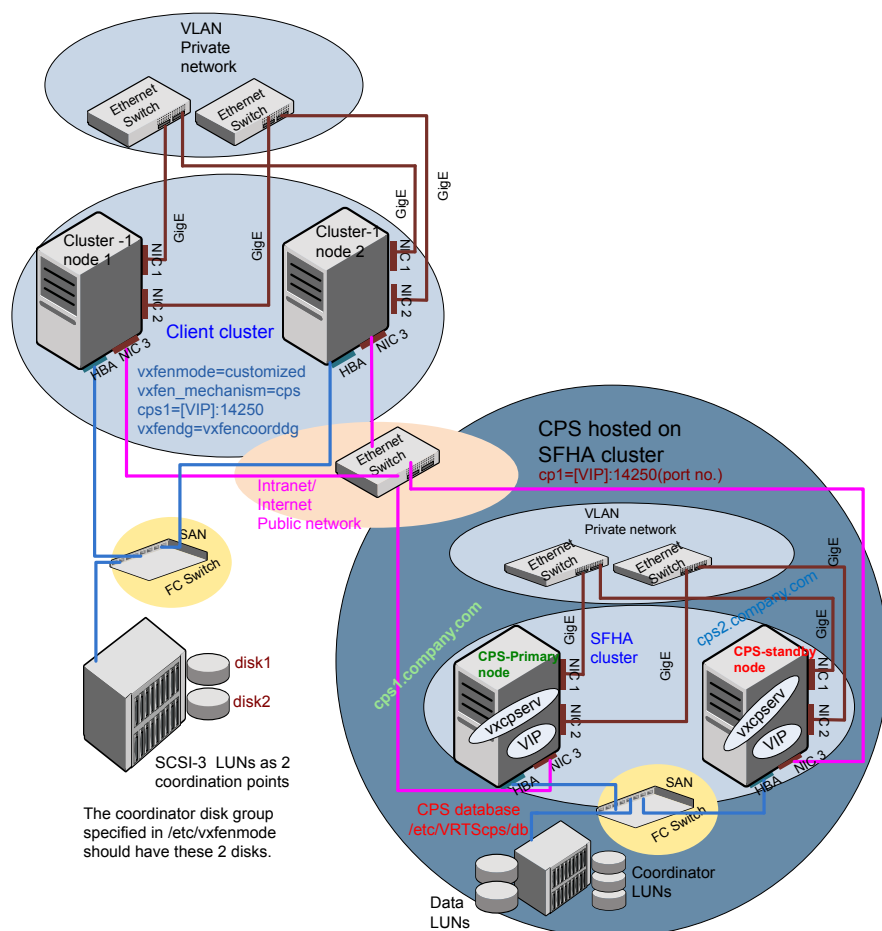 VLAN
Private
network
Ethernet
Switch
Ethernet
Switch
GigE
GigE
GigE
GigE
Cluster -1
node 1
NIC 1
NIC 2
NIC 3
HBA
Cluster-1
node 2
NIC 1
NIC 2
NIC 3
HBA
Client cluster
vxfenmode=customized
vxfen_mechanism=cps
cps1=[VIP]:14250
vxfendg=vxfencoorddg
Ethernet
Switch
Intranet/
Internet
Public network
SAN
FC Switch
disk1
disk2
SCSI-3 LUNs as 2
coordination points
The coordinator disk group
specified in /etc/vxfenmode
should have these 2 disks.
CPS hosted on
SFHA cluster
cp1=[VIP]:14250(port no.)
VLAN
Private network
Ethernet
Switch
Ethernet
Switch
GigE
GigE
GigE
GigE
cps1.company.com
cps2.company.com
SFHA
cluster
CPS-Primary
node
vxcpserv
VIP
NIC 1
NIC 2
NIC 3
HBA
CPS-standby
node
vxcpserv
VIP
NIC 1
NIC 2
NIC 3
HBA
SAN
FC Switch
CPS database
/etc/VRTScps/db
Data
LUNs
Coordinator
LUNs